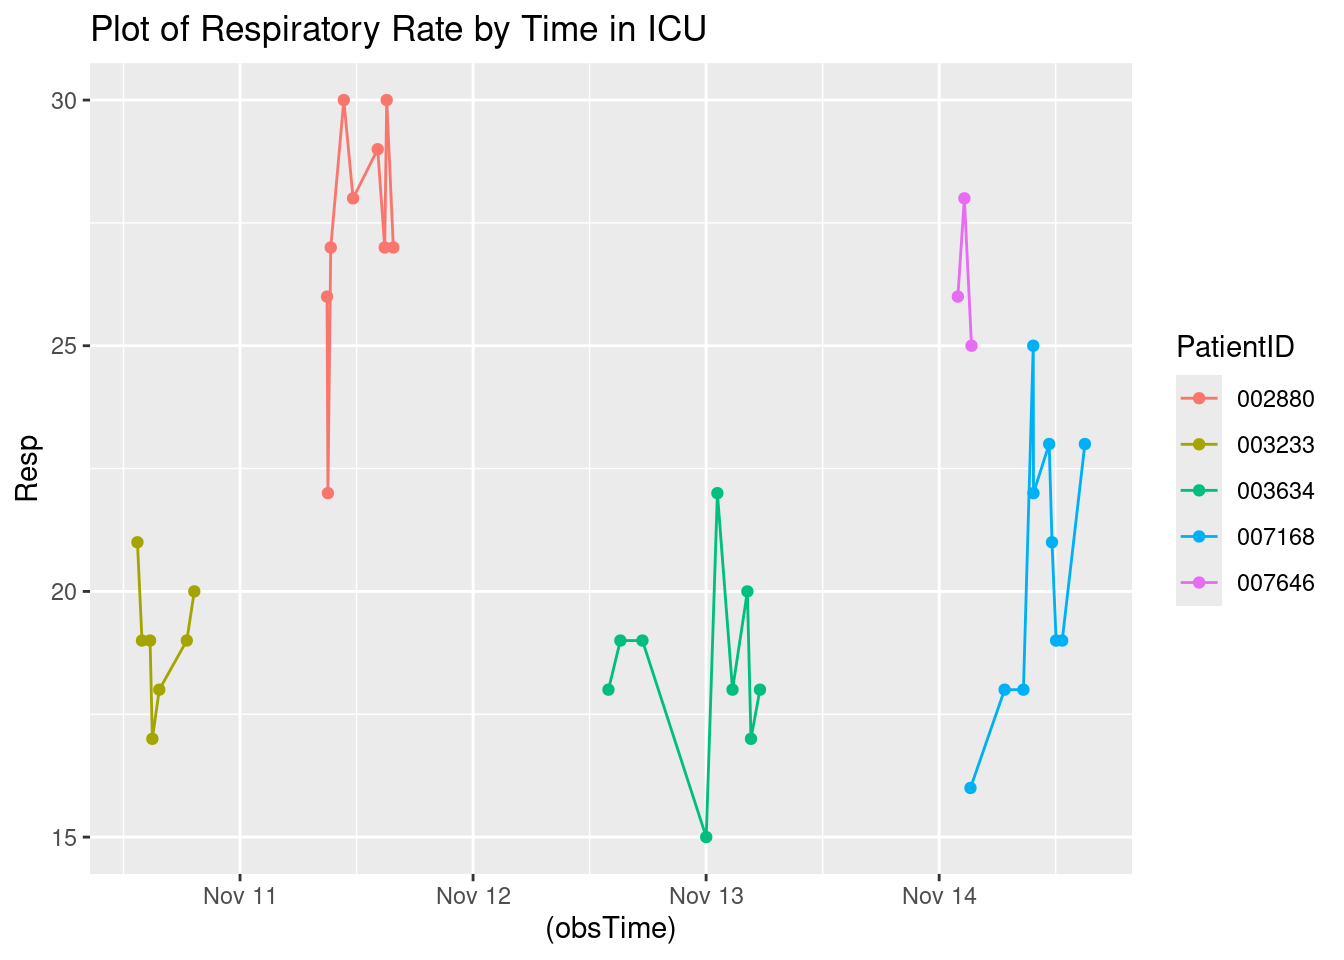 Plot of Respiratory Rate by Time in ICU
30
25
20
15
Resp
Nov 11 Nov 12 Nov 13 Nov 14
(obsTime)
PatientID
002880
003233
003634
007168
007646